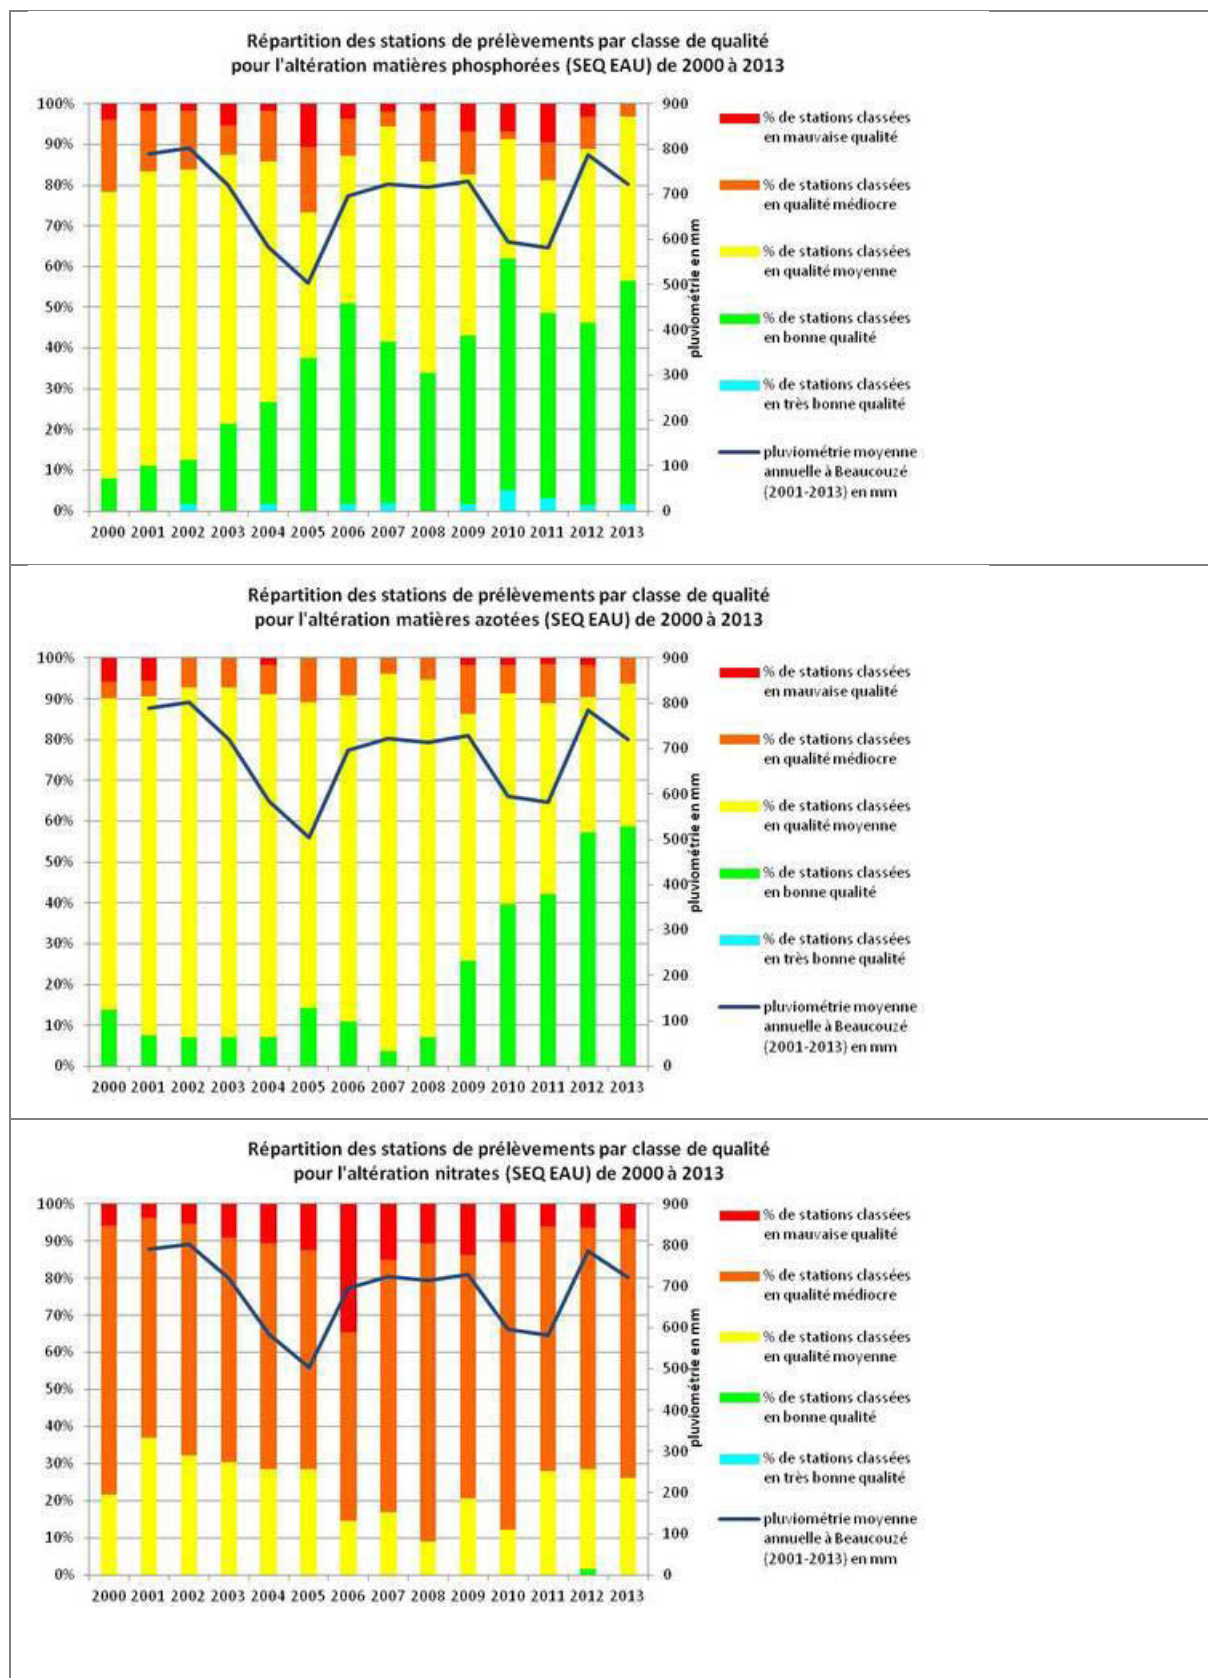 Répartition des stations de prélèvements par classe de qualité
pour l'altération matières phosphorées (SEQ EAU) de 2000 à 2013
100%
90%
80%
70%
60%
50%
40%
30%
20%
10%
0%
900
800
700
600
500
400
300
200
100
0
pluviométrie en mm
2000 2001 2002 2003 2004 2005 2006 2007 2008 2009 2010 2011 2012 2013
% de stations classées
en mauvaise qualité
% de stations classées
en qualité médiocre
% de stations classées
en qualité moyenne
% de stations classées
en bonne qualité
% de stations classées
en très bonne qualité
pluviométrie moyenne
annuelle à Beaucouzé
(2001-2013) en mm
Répartition des stations de prélèvements par classe de qualité
pour l'altération matières azotées (SEQ EAU) de 2000 à 2013
100%
90%
80%
70%
60%
50%
40%
30%
20%
10%
0%
900
800
700
600
500
400
300
200
100
0
pluviométrie en mm
2000 2001 2002 2003 2004 2005 2006 2007 2008 2009 2010 2011 2012 2013
% de stations classées
en mauvaise qualité
% de stations classées
en qualité médiocre
% de stations classées
en qualité moyenne
% de stations classées
en bonne qualité
% de stations classées
en très bonne qualité
pluviométrie moyenne
annuelle à Beaucouzé
(2001-2013) en mm
Répartition des stations de prélèvements par classe de qualité
pour l'altération nitrates (SEQ EAU) de 2000 à 2013
100%
90%
80%
70%
60%
50%
40%
30%
20%
10%
0%
900
800
700
600
500
400
300
200
100
0
pluviométrie en mm
2000 2001 2002 2003 2004 2005 2006 2007 2008 2009 2010 2011 2012 2013
% de stations classées
en mauvaise qualité
% de stations classées
en qualité médiocre
% de stations classées
en qualité moyenne
% de stations classées
en bonne qualité
% de stations classées
en très bonne qualité
pluviométrie moyenne
annuelle à Beaucouzé
(2001-2013) en mm